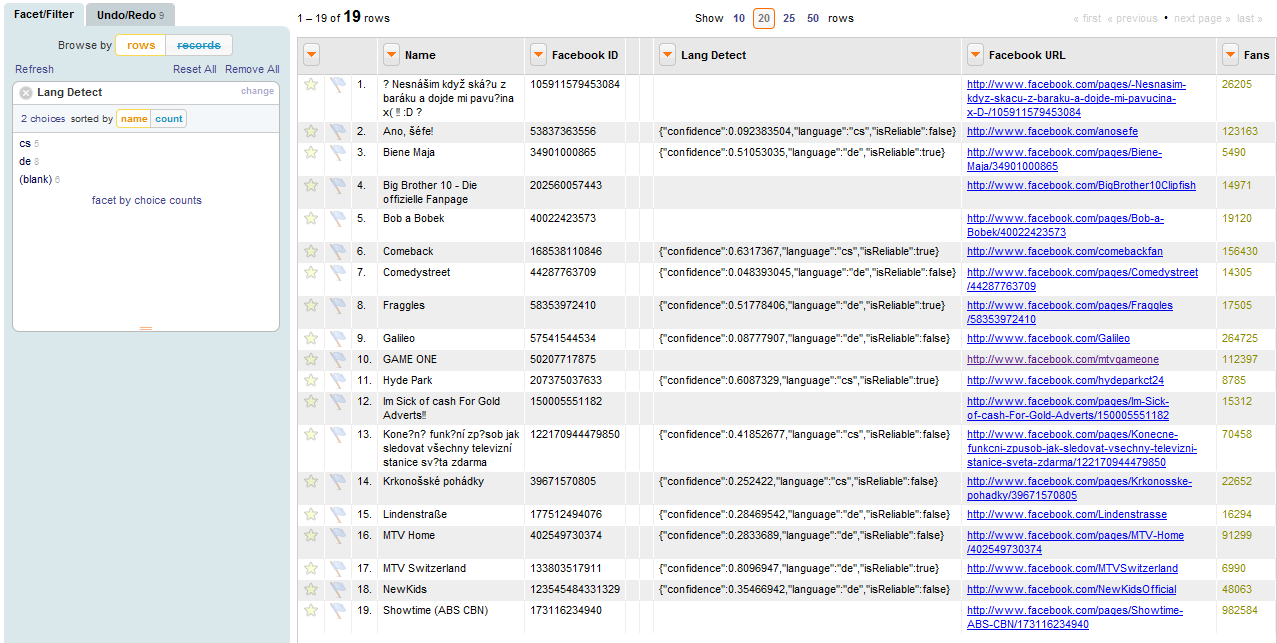 Facet/Filter Undo/Redo 9
Browse by rows records
Refresh Reset All Remove All
Lang Detect change
2 choices sorted by name count
cs 5
de 8
(blank) 6
facet by choice counts
1 – 19 of 19 rows Show 10 20 25 50 rows « first ‹ previous • next page › last »
Name Facebook ID Lang Detect Facebook URL Fans
1. ? Nesnášim když ská?u z 105911579453084 http://www.facebook.com/pages/-Nesnasim- 26205
baráku a dojde mi pavu?ina kdyz-skacu-z-baraku-a-dojde-mi-pavucina-
x( !! :D ? x-D-/105911579453084
2. Ano, šéfe! 53837363556 {"confidence":0.092383504,"language":"cs","isReliable":false} http://www.facebook.com/anosefe 123163
3. Biene Maja 34901000865 {"confidence":0.51053035,"language":"de","isReliable":true} http://www.facebook.com/pages/Biene- 5490
Maja/34901000865
4. Big Brother 10 - Die 202560057443 http://www.facebook.com/BigBrother10Clipfish 14971
offizielle Fanpage
5. Bob a Bobek 40022423573 http://www.facebook.com/pages/Bob-a- 19120
Bobek/40022423573
6. Comeback 168538110846 {"confidence":0.6317367,"language":"cs","isReliable":true} http://www.facebook.com/comebackfan 156430
7. Comedystreet 44287763709 {"confidence":0.048393045,"language":"de","isReliable":false} http://www.facebook.com/pages/Comedystreet 14305
/44287763709
8. Fraggles 58353972410 {"confidence":0.51778406,"language":"de","isReliable":true} http://www.facebook.com/pages/Fraggles 17505
/58353972410
9. Galileo 57541544534 {"confidence":0.08777907,"language":"de","isReliable":false} http://www.facebook.com/Galileo 264725
10. GAME ONE 50207717875 http://www.facebook.com/mtvgameone 112397
11. Hyde Park 207375037633 {"confidence":0.6087329,"language":"cs","isReliable":true} http://www.facebook.com/hydeparkct24 8785
12. Im Sick of cash For Gold 150005551182 http://www.facebook.com/pages/Im-Sick- 15312
Adverts!! of-cash-For-Gold-Adverts/150005551182
13. Kone?n? funk?ní zp?sob jak 122170944479850 {"confidence":0.41852677,"language":"cs","isReliable":false} http://www.facebook.com/pages/Konecne- 70458
sledovat všechny televizní funkcni-zpusob-jak-sledovat-vsechny-televizni-
stanice sv?ta zdarma stanice-sveta-zdarma/122170944479850
14. Krkonošské pohádky 39671570805 {"confidence":0.252422,"language":"cs","isReliable":false} http://www.facebook.com/pages/Krkonosske- 22652
pohadky/39671570805
15. Lindenstraße 177512494076 {"confidence":0.28469542,"language":"de","isReliable":false} http://www.facebook.com/Lindenstrasse 16294
16. MTV Home 402549730374 {"confidence":0.2833689,"language":"de","isReliable":false} http://www.facebook.com/pages/MTV-Home 91299
/402549730374
17. MTV Switzerland 133803517911 {"confidence":0.8096947,"language":"de","isReliable":true} http://www.facebook.com/MTVSwitzerland 6990
18. NewKids 123545484331329 {"confidence":0.35466942,"language":"de","isReliable":false} http://www.facebook.com/NewKidsOfficial 48063
19. Showtime (ABS CBN) 173116234940 http://www.facebook.com/pages/Showtime- 982584
ABS-CBN/173116234940